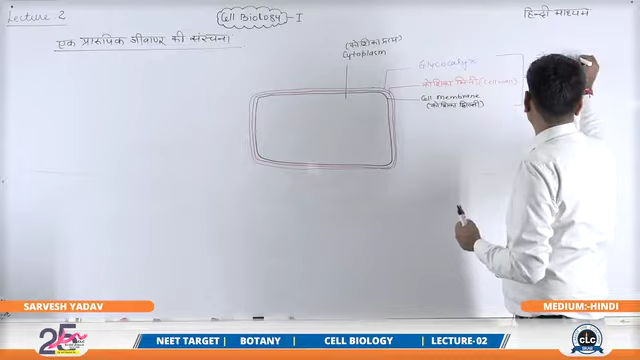 Lecture 2
Cell Biology - I
हिन्दी माध्यम
एक प्रारूपिक जीवाणु की संरचना
(कोशिका द्रव्य)
Cytoplasm
Glycocalyx
कोशिका भित्ती (Cell wall)
Cell membrane
(कोशिका झिल्ली)
SARVESH YADAV
MEDIUM:-HINDI
25
CLC
NEET TARGET
BOTANY
CELL BIOLOGY
LECTURE-02